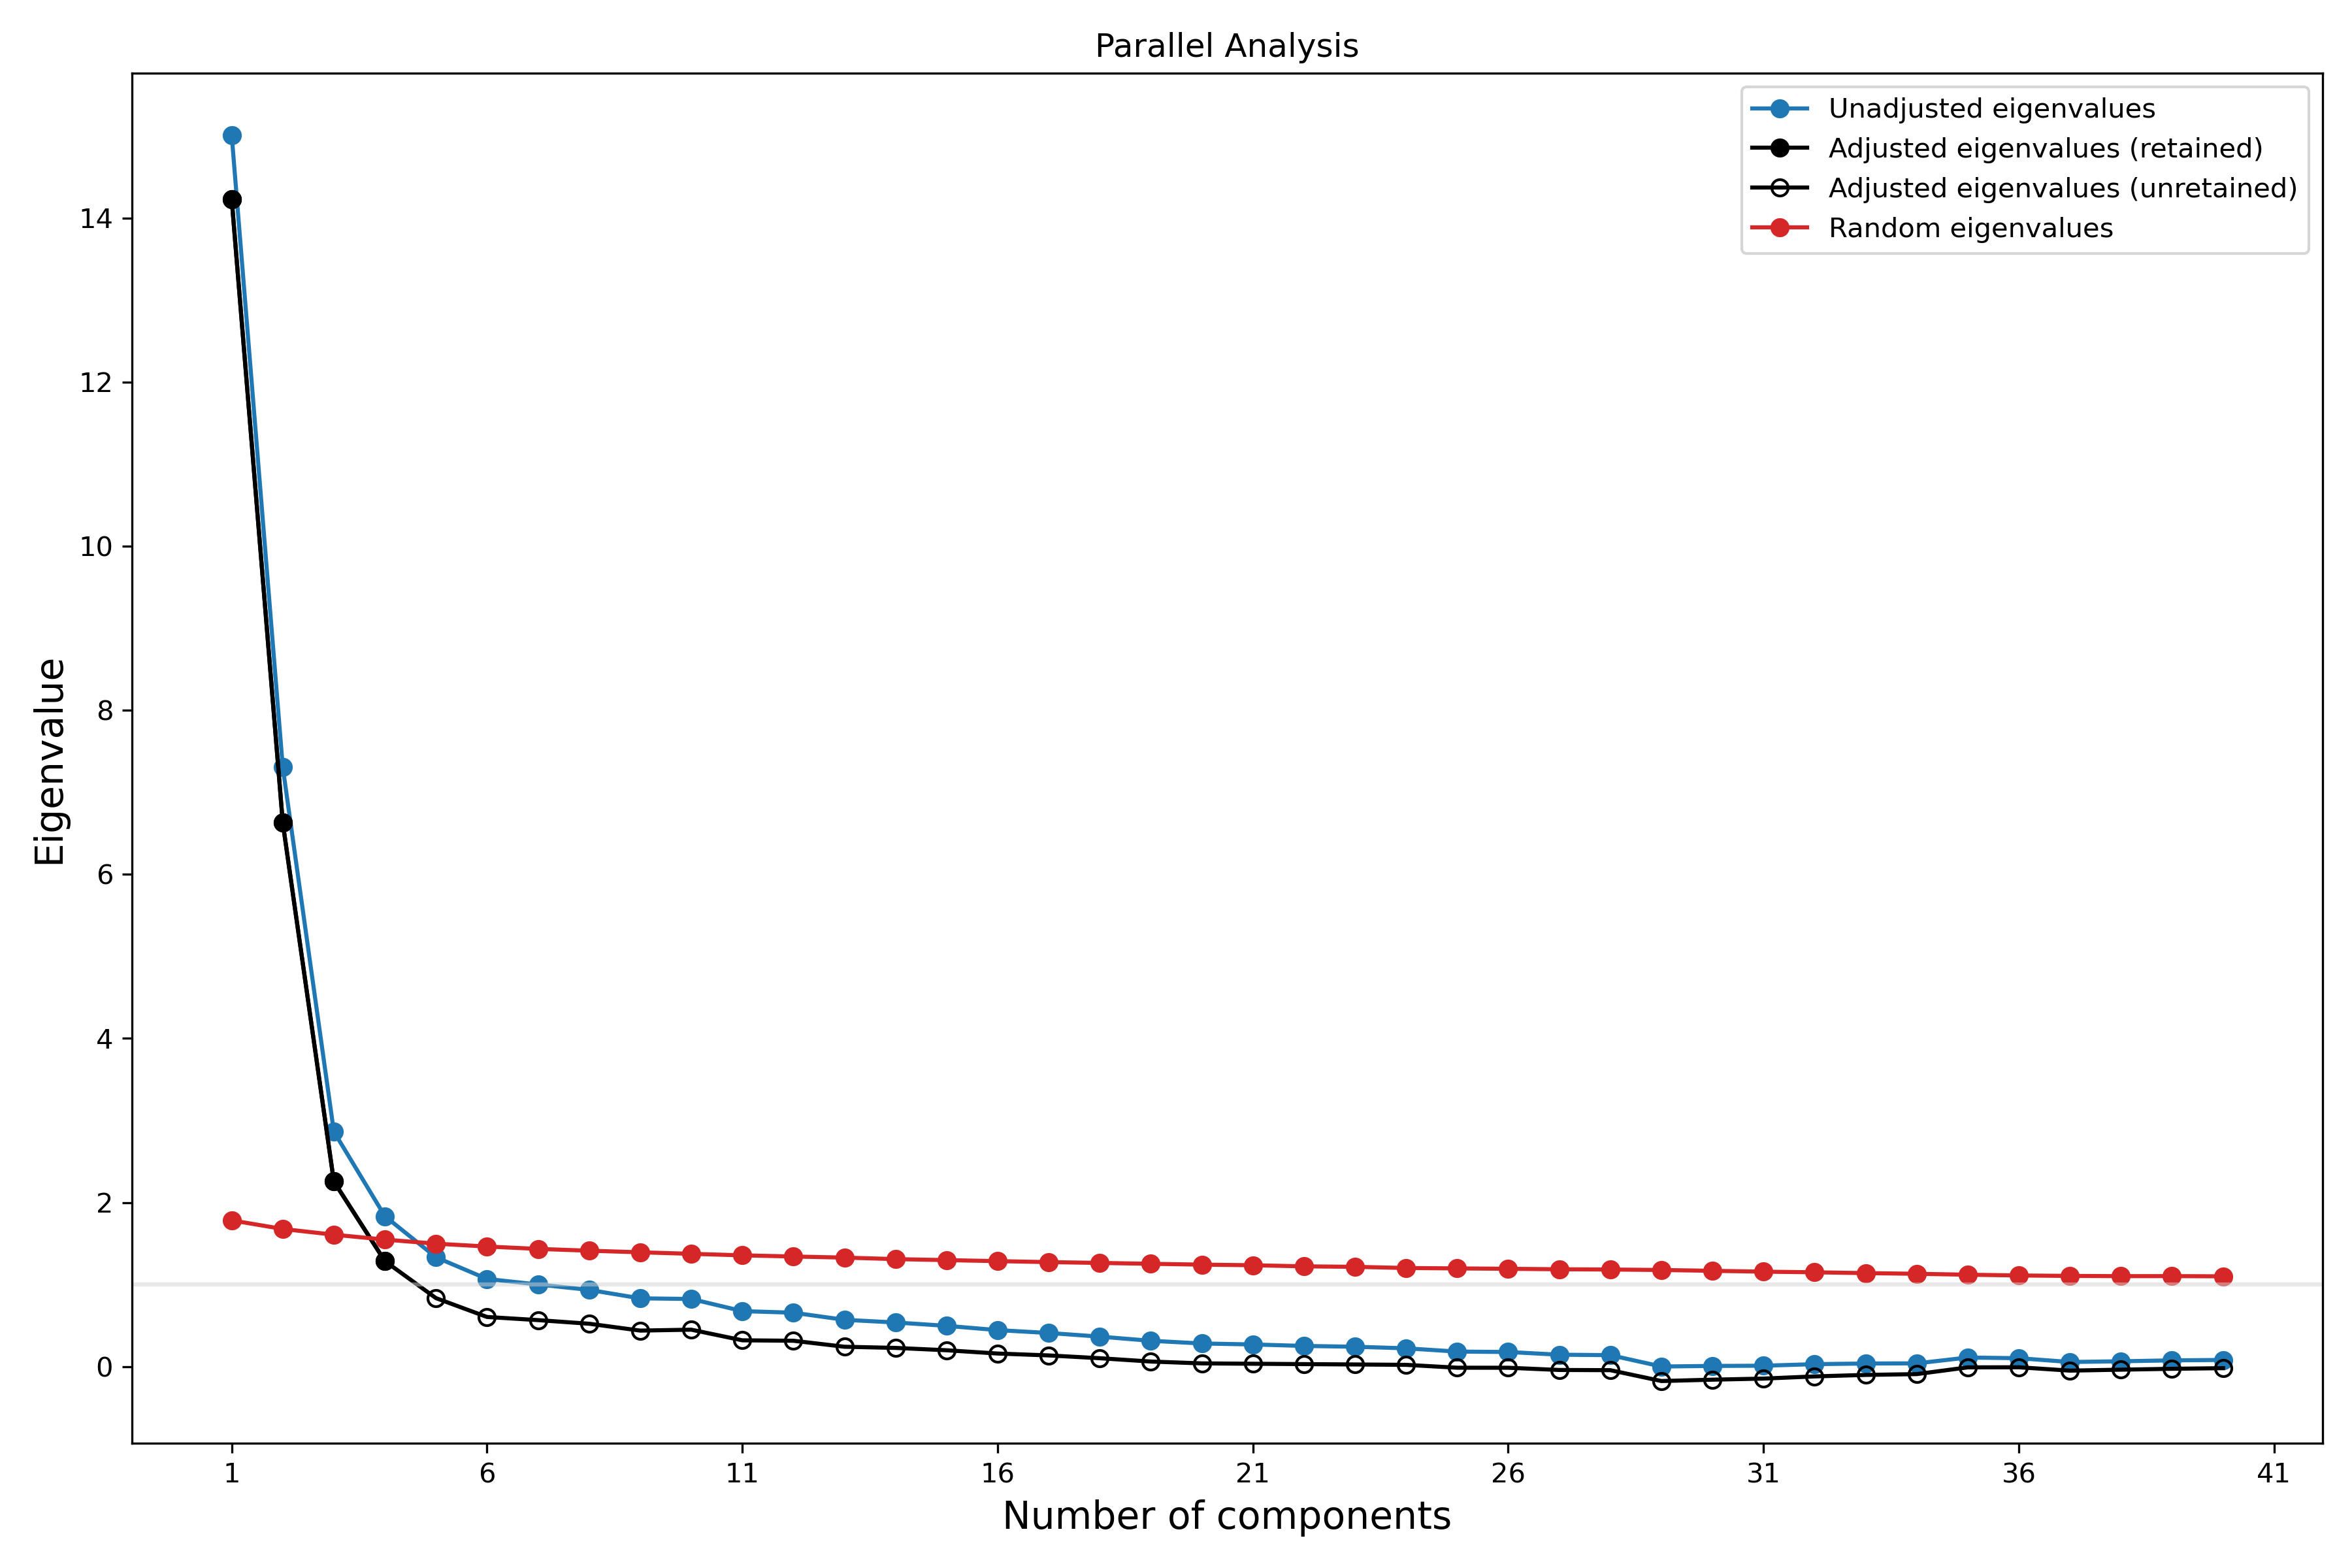 Parallel Analysis
Unadjusted eigenvalues
Adjusted eigenvalues (retained)
Adjusted eigenvalues (unretained)
Random eigenvalues
Eigenvalue
14
12
10
8
6
4
2
0
1 6 11 16 21 26 31 36 41
Number of components